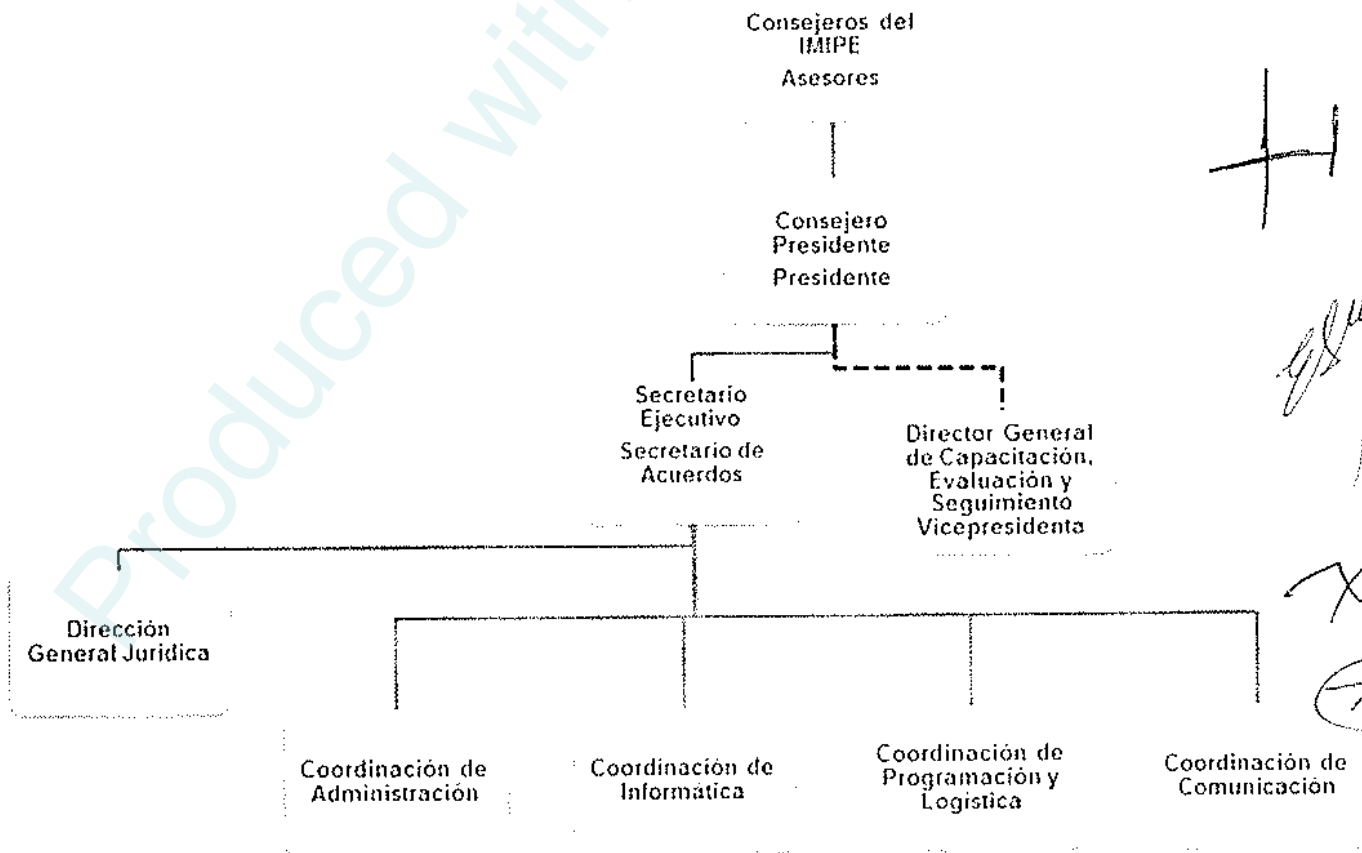 Consejeros del
IMIPE
Asesores
Consejero
Presidente
Presidente
Secretario
Ejecutivo
Secretario de
Acuerdos
Director General
de Capacitación,
Evaluación y
Seguimiento
Vicepresidenta
Dirección
General Jurídica
Coordinación de
Administración
Coordinación de
Informática
Coordinación de
Programación y
Logística
Coordinación de
Comunicación
Produced with